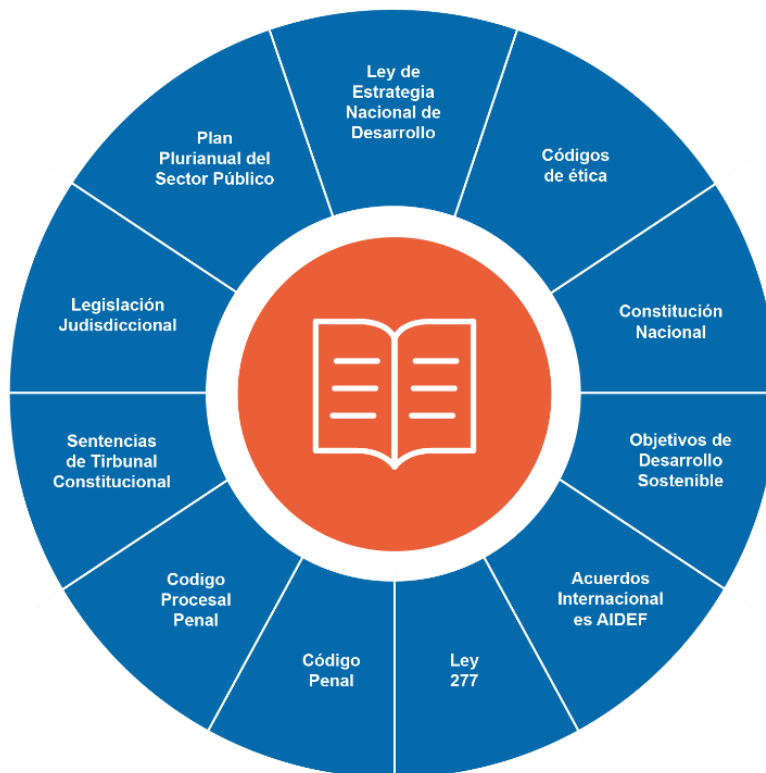 Ley de
Estrategia
Nacional de
Desarrollo
Códigos
de ética
Constitución
Nacional
Objetivos de
Desarrollo
Sostenible
Acuerdos
Internacional
es AIDEF
Ley
277
Código
Penal
Codigo
Procesal
Penal
Sentencias
de Tirbunal
Constitucional
Legislación
Judisdiccional
Plan
Plurianual del
Sector Público